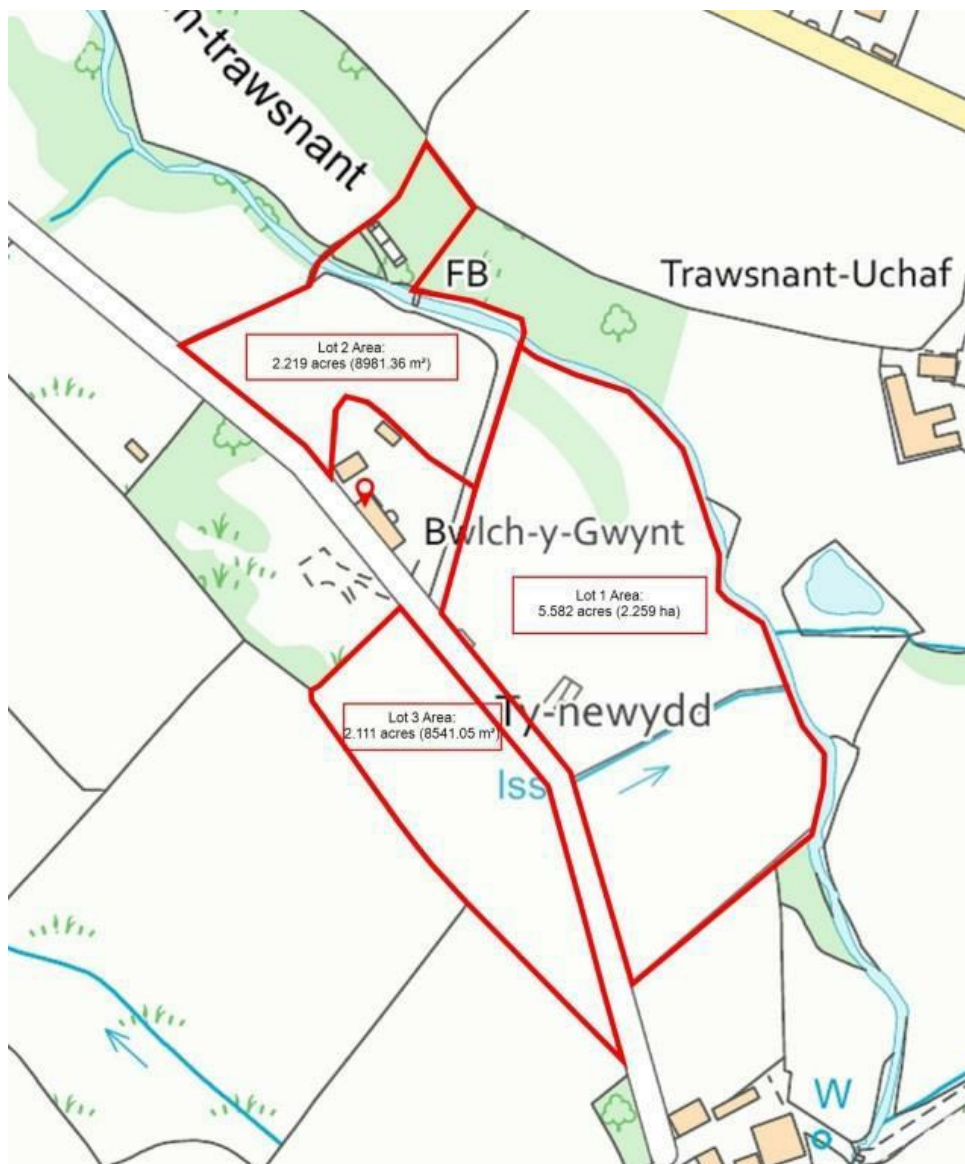 n-trawsnant
FB
Trawsnant-Uchaf
Lot 2 Area:
2.219 acres (8981.36 m²)
Bwlch-y-Gwynt
Lot 1 Area:
5.582 acres (2.259 ha)
Ty-newydd
Lot 3 Area:
2.111 acres (8541.05 m²)
Iss
W